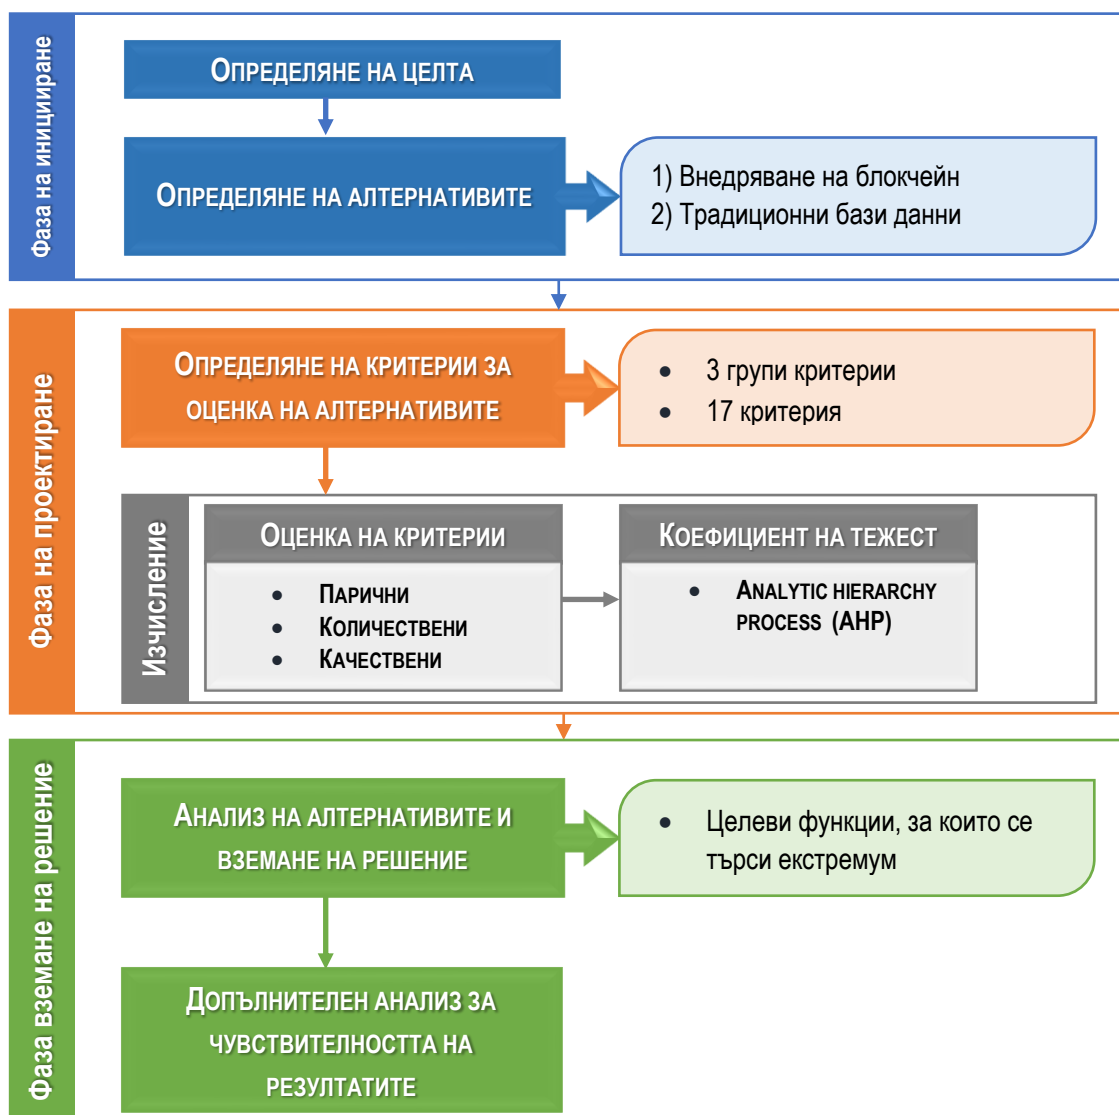 Фаза на иницииране
ОПРЕДЕЛЯНЕ НА ЦЕЛТА
ОПРЕДЕЛЯНЕ НА АЛТЕРНАТИВИТЕ
1) Внедряване на блокчейн
2) Традиционни бази данни
Фаза на проектиране
ОПРЕДЕЛЯНЕ НА КРИТЕРИИ ЗА
ОЦЕНКА НА АЛТЕРНАТИВИТЕ
• 3 групи критерии
• 17 критерия
Изчисление
ОЦЕНКА НА КРИТЕРИИ
• ПАРИЧНИ
• КОЛИЧЕСТВЕНИ
• КАЧЕСТВЕНИ
КОЕФИЦИЕНТ НА ТЕЖЕСТ
• ANALYTIC HIERARCHY
PROCESS (AHP)
Фаза вземане на решение
АНАЛИЗ НА АЛТЕРНАТИВИТЕ И
ВЗЕМАНЕ НА РЕШЕНИЕ
• Целеви функции, за които се
търси екстремум
ДОПЪЛНИТЕЛЕН АНАЛИЗ ЗА
ЧУВСТВИТЕЛНОСТТА НА
РЕЗУЛТАТИТЕ